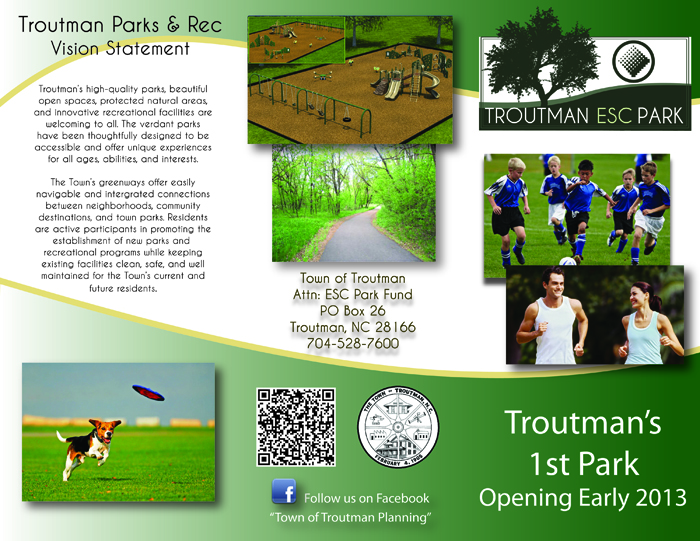 Troutman Parks & Rec
Vision Statement
Troutman's high-quality parks, beautiful
open spaces, protected natural areas,
and innovative recreational facilities are
welcoming to all. The verdant parks
have been thoughtfully designed to be
accessible and offer unique experiences
for all ages, abilities, and interests.
The Town's greenways offer easily
navigable and intergrated connections
between neighborhoods, community
destinations, and town parks. Residents
are active participants in promoting the
establishment of new parks and
recreational programs while keeping
existing facilities clean, safe, and well
maintained for the Town's current and
future residents.
Town of Troutman
Attn: ESC Park Fund
PO Box 26
Troutman, NC 28166
704-528-7600
THE TOWN - TROUTMAN, N.C.
FEBRUARY 6, 1905
f Follow us on Facebook
"Town of Troutman Planning"
TROUTMAN ESC PARK
Troutman's
1st Park
Opening Early 2013